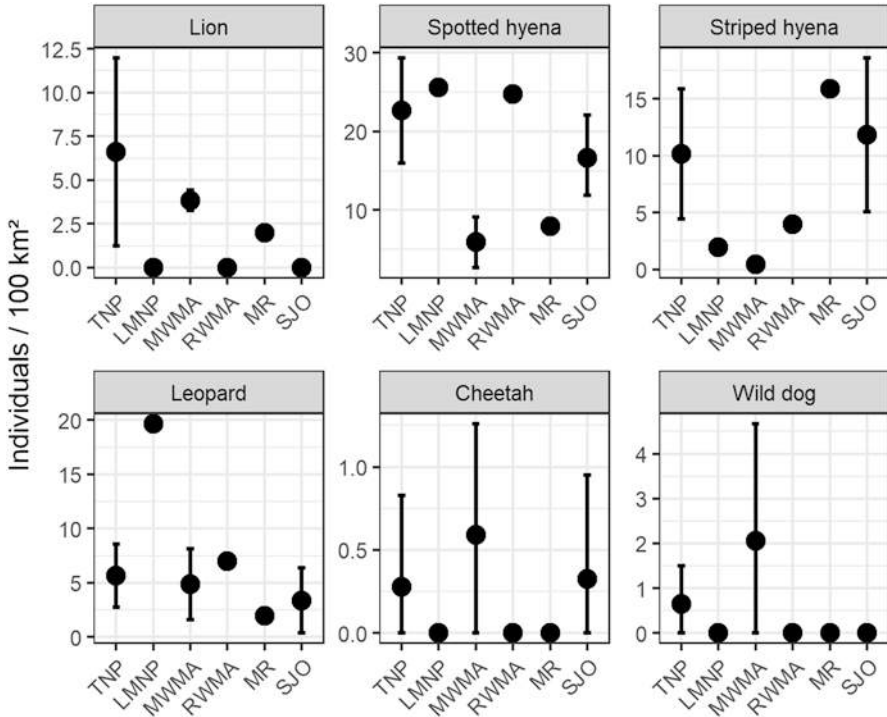 Individuals / 100 km²
Lion
12.5
10.0
7.5
5.0
2.5
0.0
TNP
LMNP
MWMA
RWMA
MR
SJO
Spotted hyena
30
20
10
TNP
LMNP
MWMA
RWMA
MR
SJO
Striped hyena
15
10
5
0
TNP
LMNP
MWMA
RWMA
MR
SJO
Leopard
20
15
10
5
0
TNP
LMNP
MWMA
RWMA
MR
SJO
Cheetah
1.0
0.5
0.0
TNP
LMNP
MWMA
RWMA
MR
SJO
Wild dog
4
3
2
1
0
TNP
LMNP
MWMA
RWMA
MR
SJO